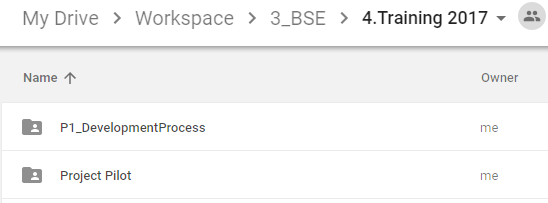 My Drive > Workspace > 3_BSE > 4.Training 2017
Name ↑ Owner
P1_DevelopmentProcess me
Project Pilot me